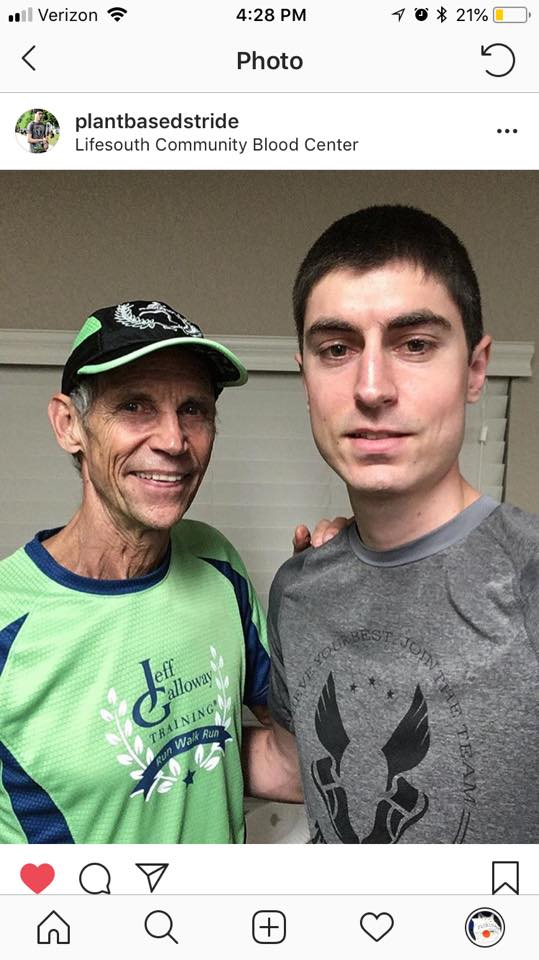 Verizon 4:28 PM 21%
Photo
plantbasedstride
Lifesouth Community Blood Center
Jeff
Galloway
TRAINING
Run Walk Run
YOUR BEST. JOIN THE TEAM